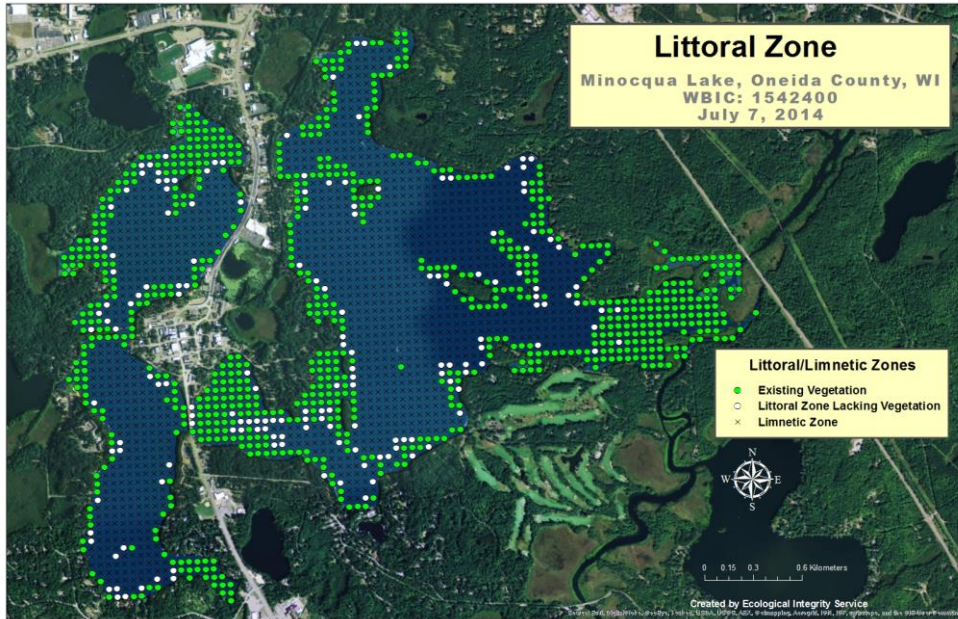 Littoral Zone
Minocqua Lake, Oneida County, WI
WBIC: 1542400
July 7, 2014
Littoral/Limnetic Zones
Existing Vegetation
Littoral Zone Lacking Vegetation
Limnetic Zone
N
W E
S
0 0.15 0.3 0.6 Kilometers
Created by Ecological Integrity Service